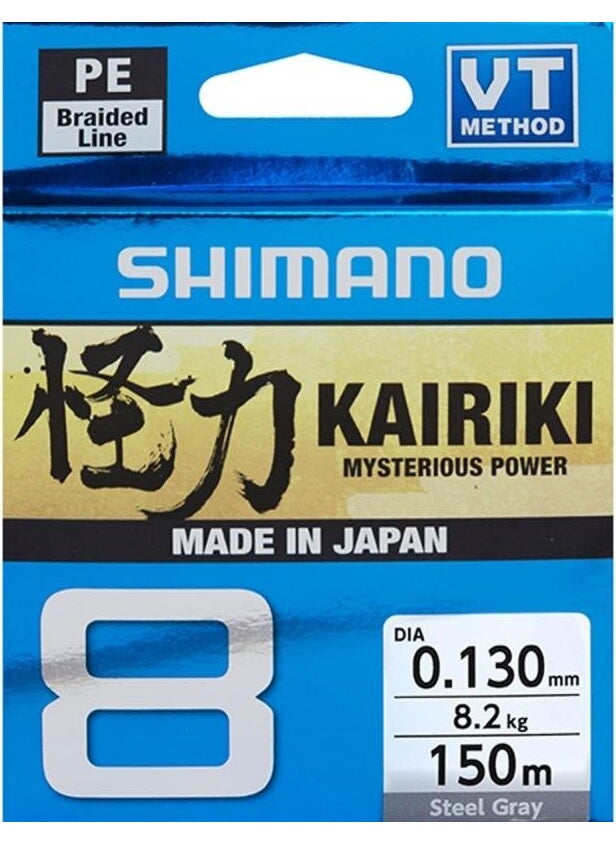 PE
Braided
Line
VT
METHOD
SHIMANO
怪力 KAIRIKI
MYSTERIOUS POWER
MADE IN JAPAN
8
DIA
0.130mm
8.2kg
150m
Steel Gray